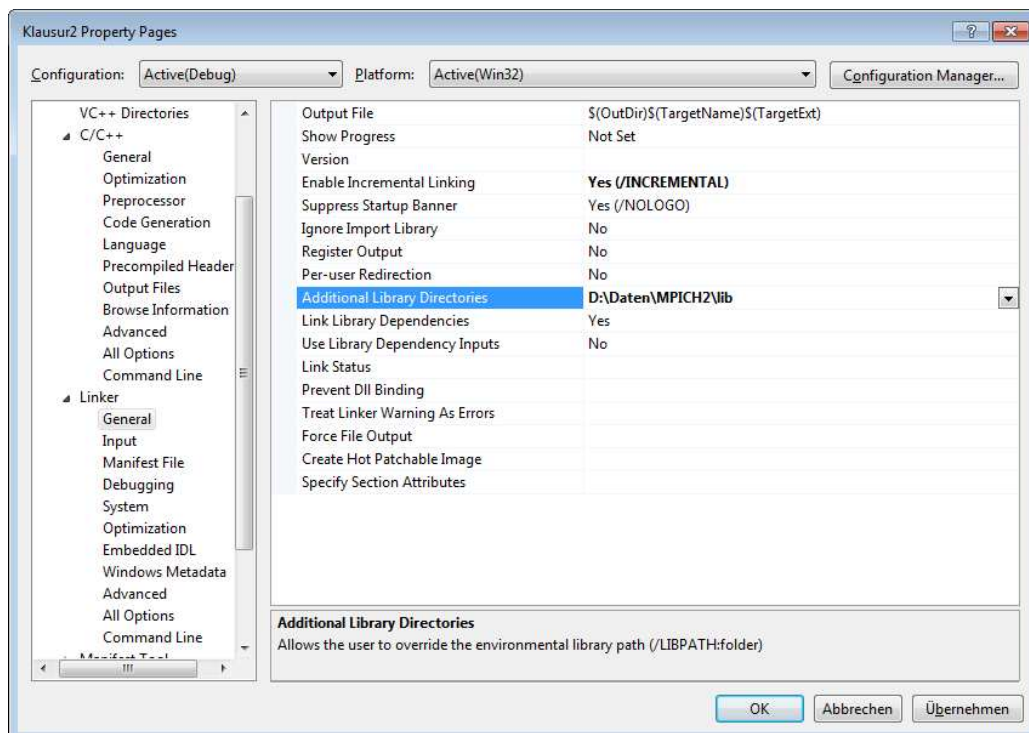 Klausur2 Property Pages
Configuration: Active(Debug) Platform: Active(Win32) Configuration Manager...
VC++ Directories
C/C++
General
Optimization
Preprocessor
Code Generation
Language
Precompiled Header
Output Files
Browse Information
Advanced
All Options
Command Line
Linker
General
Input
Manifest File
Debugging
System
Optimization
Embedded IDL
Windows Metadata
Advanced
All Options
Command Line
Manifest Tool
Output File $(OutDir)$(TargetName)$(TargetExt)
Show Progress Not Set
Version
Enable Incremental Linking Yes (/INCREMENTAL)
Suppress Startup Banner Yes (/NOLOGO)
Ignore Import Library No
Register Output No
Per-user Redirection No
Additional Library Directories D:\Daten\MPICH2\lib
Link Library Dependencies Yes
Use Library Dependency Inputs No
Link Status
Prevent Dll Binding
Treat Linker Warning As Errors
Force File Output
Create Hot Patchable Image
Specify Section Attributes
Additional Library Directories
Allows the user to override the environmental library path (/LIBPATH:folder)
OK Abbrechen Übernehmen